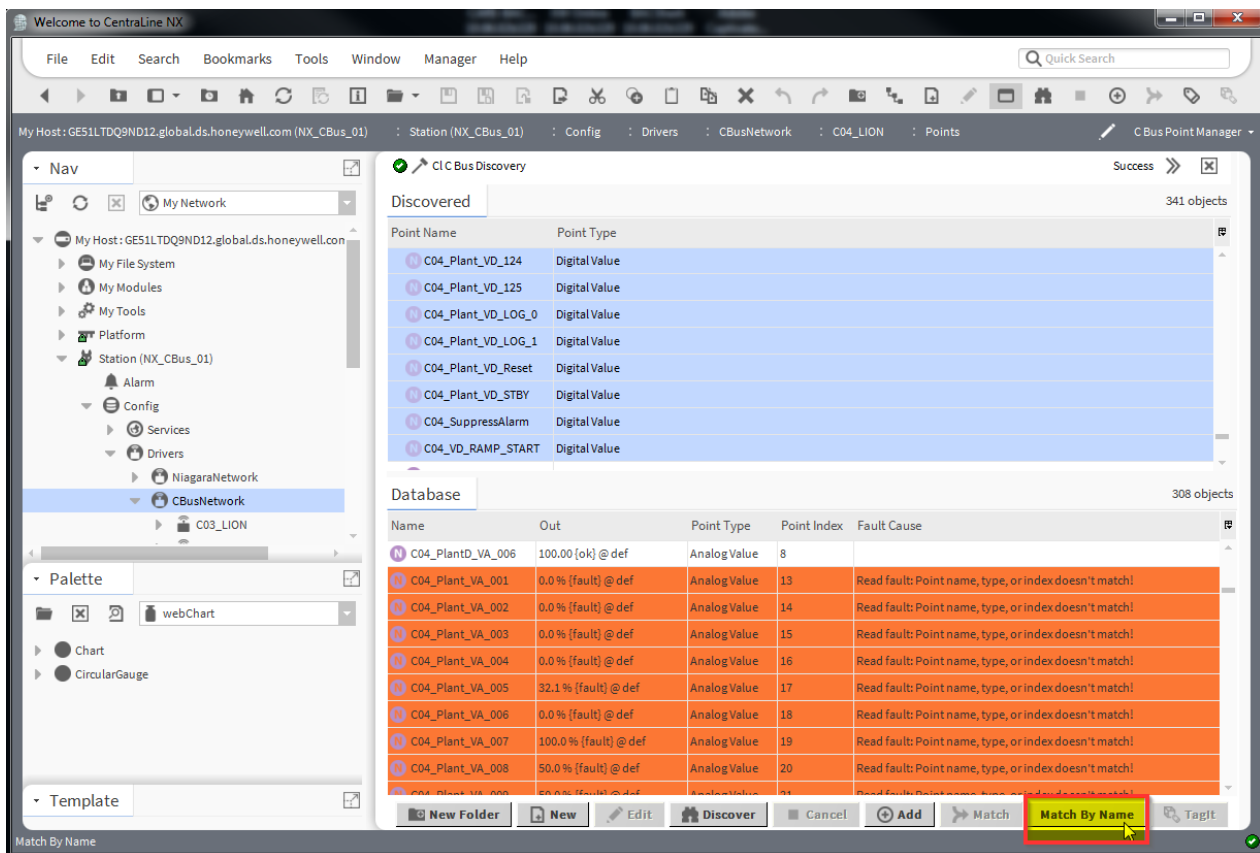 Welcome to CentraLine NX
File Edit Search Bookmarks Tools Window Manager Help
Quick Search
My Host : GE51LTDQ9ND12.global.ds.honeywell.com (NX_CBus_01) : Station (NX_CBus_01) : Config : Drivers : CBusNetwork : C04_LION : Points
C Bus Point Manager
Nav
My Network
My Host : GE51LTDQ9ND12.global.ds.honeywell.con
My File System
My Modules
My Tools
Platform
Station (NX_CBus_01)
Alarm
Config
Services
Drivers
NiagaraNetwork
CBusNetwork
C03_LION
Palette
webChart
Chart
CircularGauge
Template
Cl C Bus Discovery
Success
Discovered
341 objects
Point Name Point Type
C04_Plant_VD_124 Digital Value
C04_Plant_VD_125 Digital Value
C04_Plant_VD_LOG_0 Digital Value
C04_Plant_VD_LOG_1 Digital Value
C04_Plant_VD_Reset Digital Value
C04_Plant_VD_STBY Digital Value
C04_SuppressAlarm Digital Value
C04_VD_RAMP_START Digital Value
Database
308 objects
Name Out Point Type Point Index Fault Cause
C04_PlantD_VA_006 100.00 {ok} @ def Analog Value 8
C04_Plant_VA_001 0.0 % {fault} @ def Analog Value 13 Read fault: Point name, type, or index doesn't match!
C04_Plant_VA_002 0.0 % {fault} @ def Analog Value 14 Read fault: Point name, type, or index doesn't match!
C04_Plant_VA_003 0.0 % {fault} @ def Analog Value 15 Read fault: Point name, type, or index doesn't match!
C04_Plant_VA_004 0.0 % {fault} @ def Analog Value 16 Read fault: Point name, type, or index doesn't match!
C04_Plant_VA_005 32.1 % {fault} @ def Analog Value 17 Read fault: Point name, type, or index doesn't match!
C04_Plant_VA_006 0.0 % {fault} @ def Analog Value 18 Read fault: Point name, type, or index doesn't match!
C04_Plant_VA_007 100.0 % {fault} @ def Analog Value 19 Read fault: Point name, type, or index doesn't match!
C04_Plant_VA_008 50.0 % {fault} @ def Analog Value 20 Read fault: Point name, type, or index doesn't match!
New Folder New Edit Discover Cancel Add Match Match By Name TagIt
Match By Name